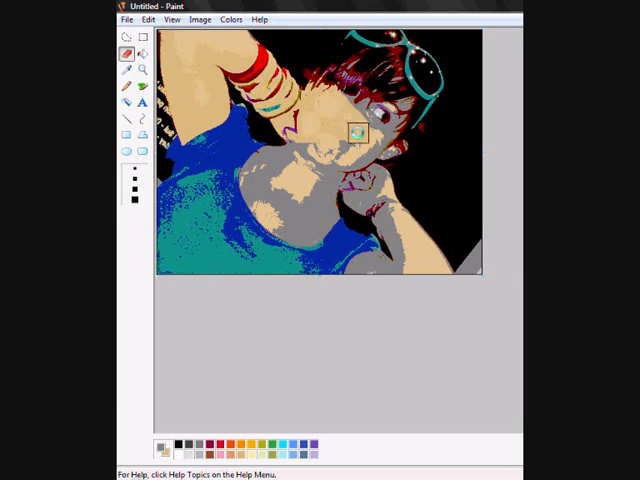 Untitled - Paint
File Edit View Image Colors Help
A
For Help, click Help Topics on the Help Menu.